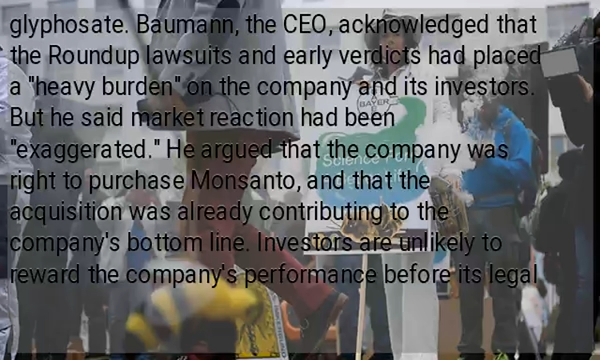 glyphosate. Baumann, the CEO, acknowledged that
the Roundup lawsuits and early verdicts had placed
a "heavy burden" on the company and its investors.
But he said market reaction had been
"exaggerated." He argued that the company was
right to purchase Monsanto, and that the
acquisition was already contributing to the
company's bottom line. Investors are unlikely to
reward the company's performance before its legal
BAYER
Science For